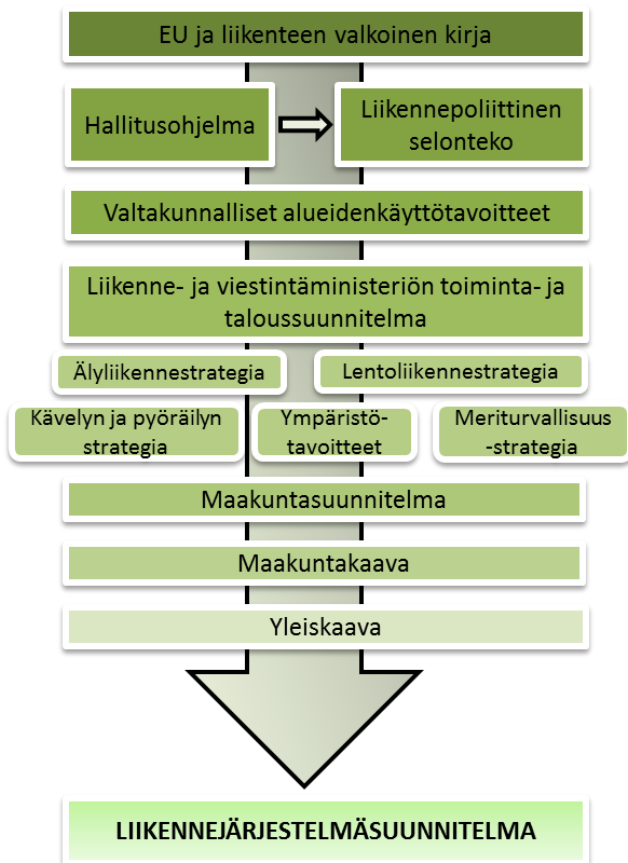 EU ja liikenteen valkoinen kirja
Hallitusohjelma
Liikennepoliittinen
selonteko
Valtakunnalliset alueidenkäyttötavoitteet
Liikenne- ja viestintäministeriön toiminta- ja
taloussuunnitelma
Älyliikennestrategia
Lentoliikennestrategia
Kävelyn ja pyöräilyn
strategia
Ympäristö-
tavoitteet
Meriturvallisuus
-strategia
Maakuntasuunnitelma
Maakuntakaava
Yleiskaava
LIIKENNEJÄRJESTELMÄSUUNNITELMA